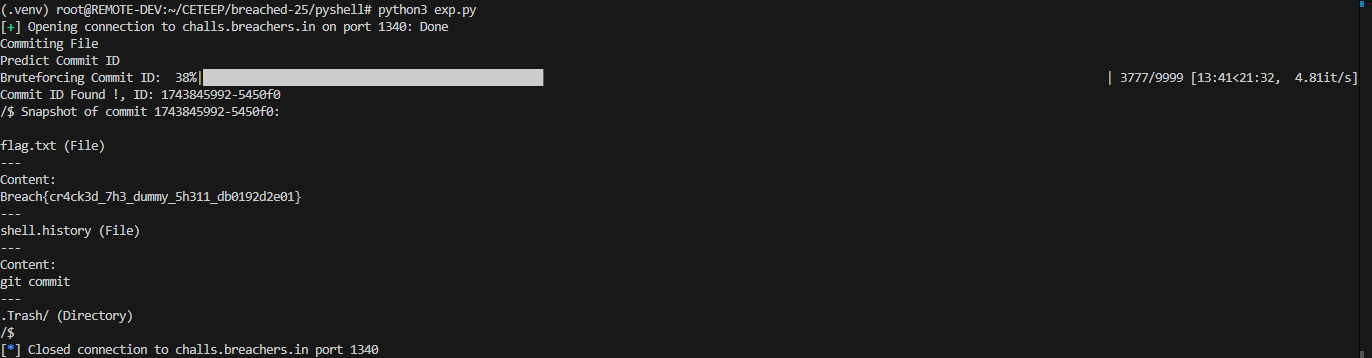 (.venv) root@REMOTE-DEV:~/CETEEP/breached-25/pyshell# python3 exp.py
[+] Opening connection to challs.breachers.in on port 1340: Done
Commiting File
Predict Commit ID
Bruteforcing Commit ID:  38%| | 3777/9999 [13:41<21:32,  4.81it/s]
Commit ID Found !, ID: 1743845992-5450f0
/$ Snapshot of commit 1743845992-5450f0:
flag.txt (File)
---
Content:
Breach{cr4ck3d_7h3_dummy_5h311_db0192d2e01}
---
shell.history (File)
---
Content:
git commit
---
.Trash/ (Directory)
/$
[*] Closed connection to challs.breachers.in port 1340